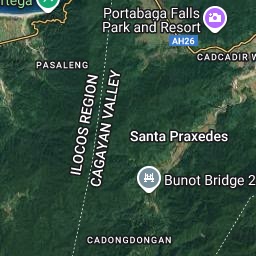 Portabaga Falls
Park and Resort
AH26
PASALENG
CADCADIR W
ILOCOS REGION
CAGAYAN VALLEY
Santa Praxedes
Bunot Bridge 2
CADONGDONGAN